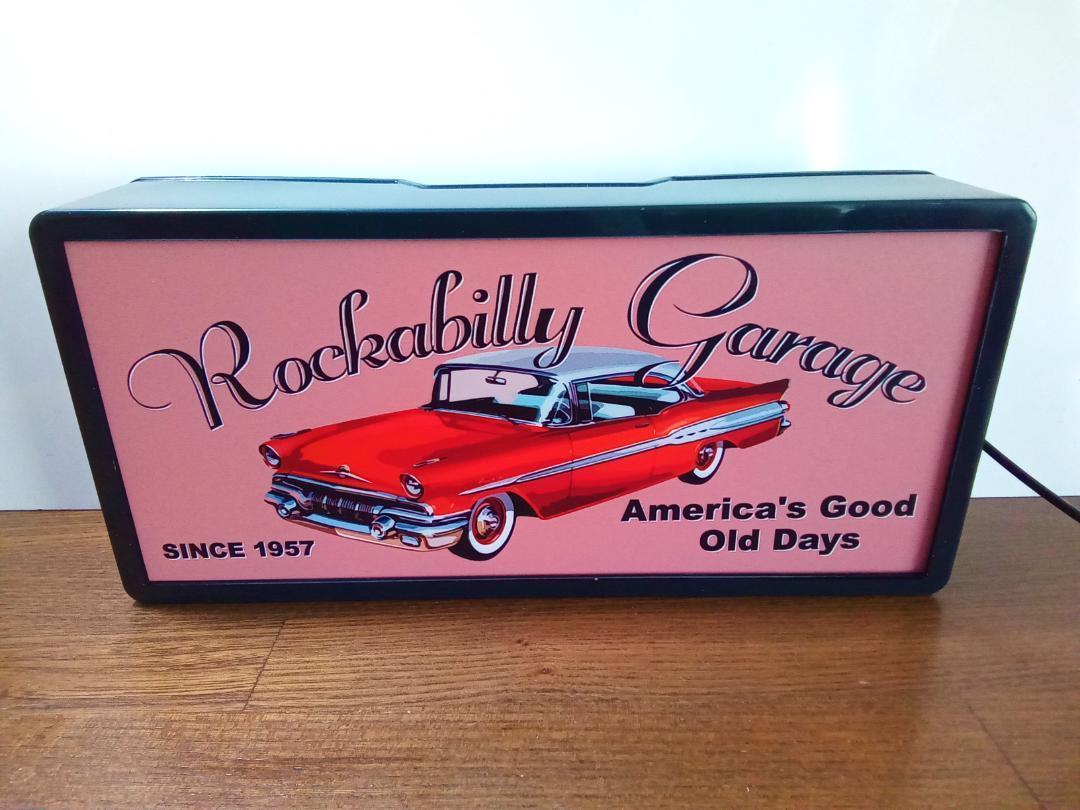 Rockabilly Garage
America's Good
Old Days
SINCE 1957